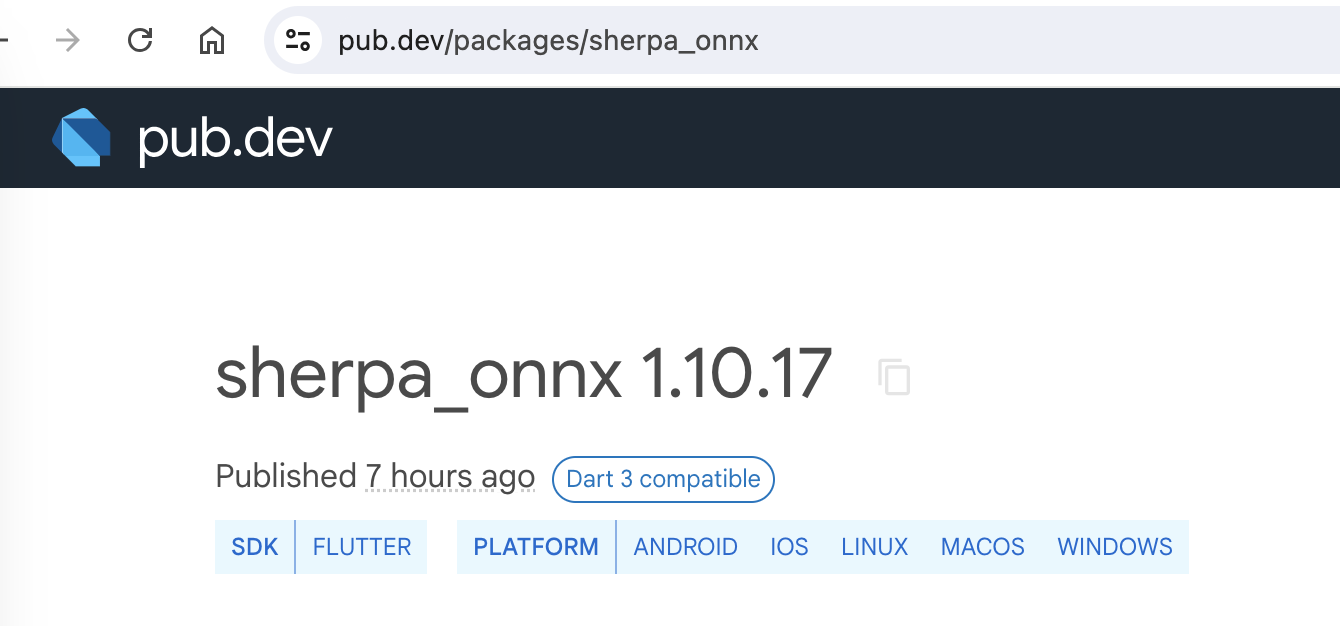 pub.dev/packages/sherpa_onnx
pub.dev
sherpa_onnx 1.10.17
Published 7 hours ago Dart 3 compatible
SDK FLUTTER PLATFORM ANDROID IOS LINUX MACOS WINDOWS